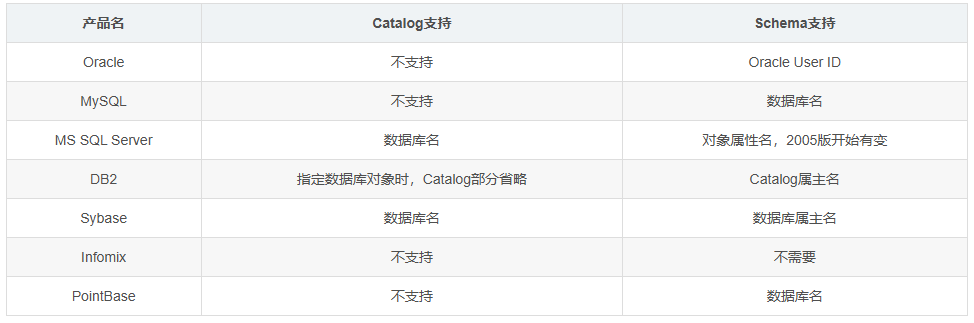 产品名 Catalog支持 Schema支持
Oracle 不支持 Oracle User ID
MySQL 不支持 数据库名
MS SQL Server 数据库名 对象属性名，2005版开始有变
DB2 指定数据库对象时，Catalog部分省略 Catalog属主名
Sybase 数据库名 数据库属主名
Infomix 不支持 不需要
PointBase 不支持 数据库名